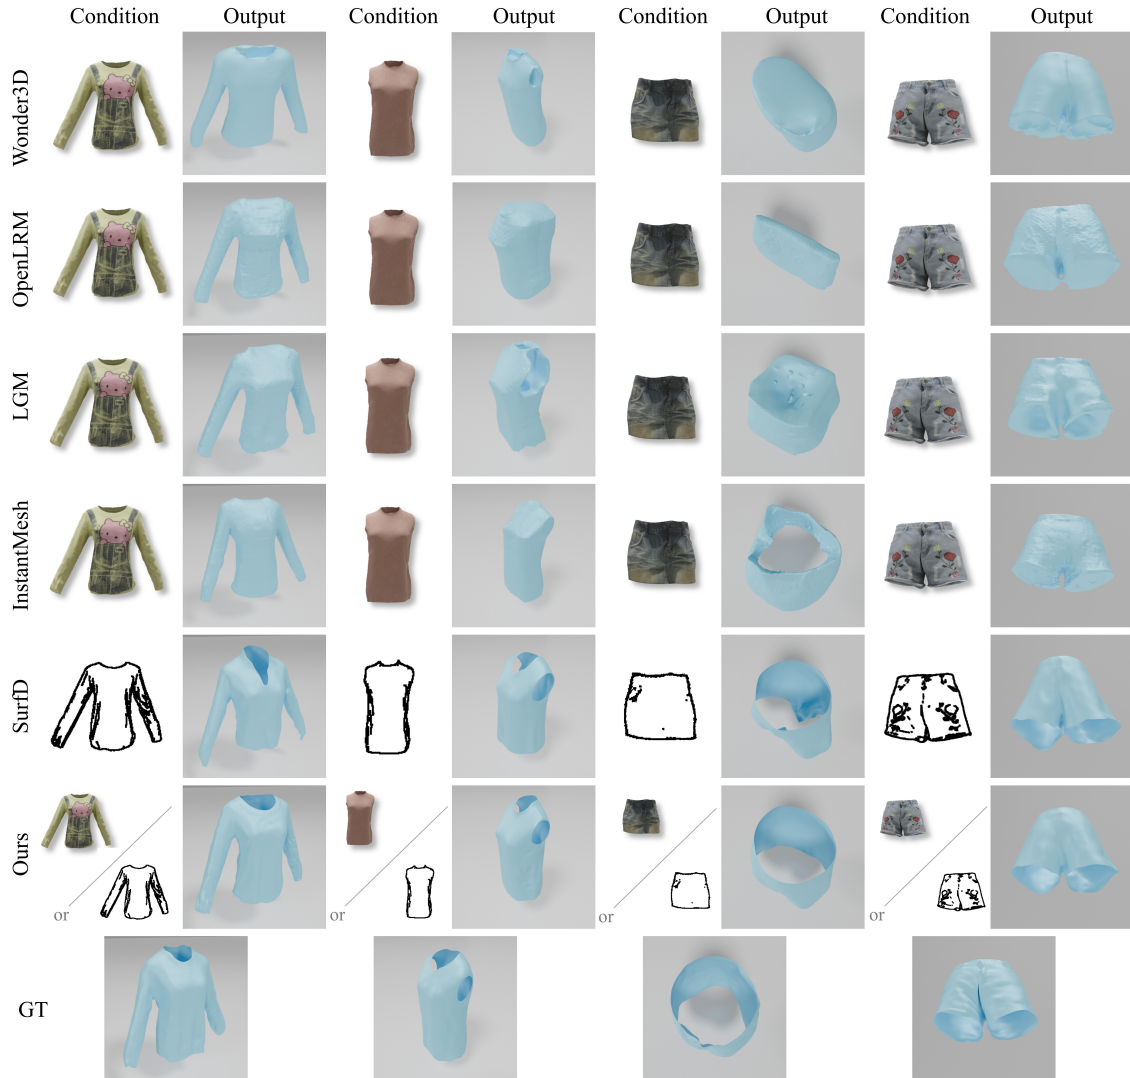 Condition Output Condition Output Condition Output Condition Output
Wonder3D
OpenLRM
LGM
InstantMesh
SurfD
Ours
or or or or
GT